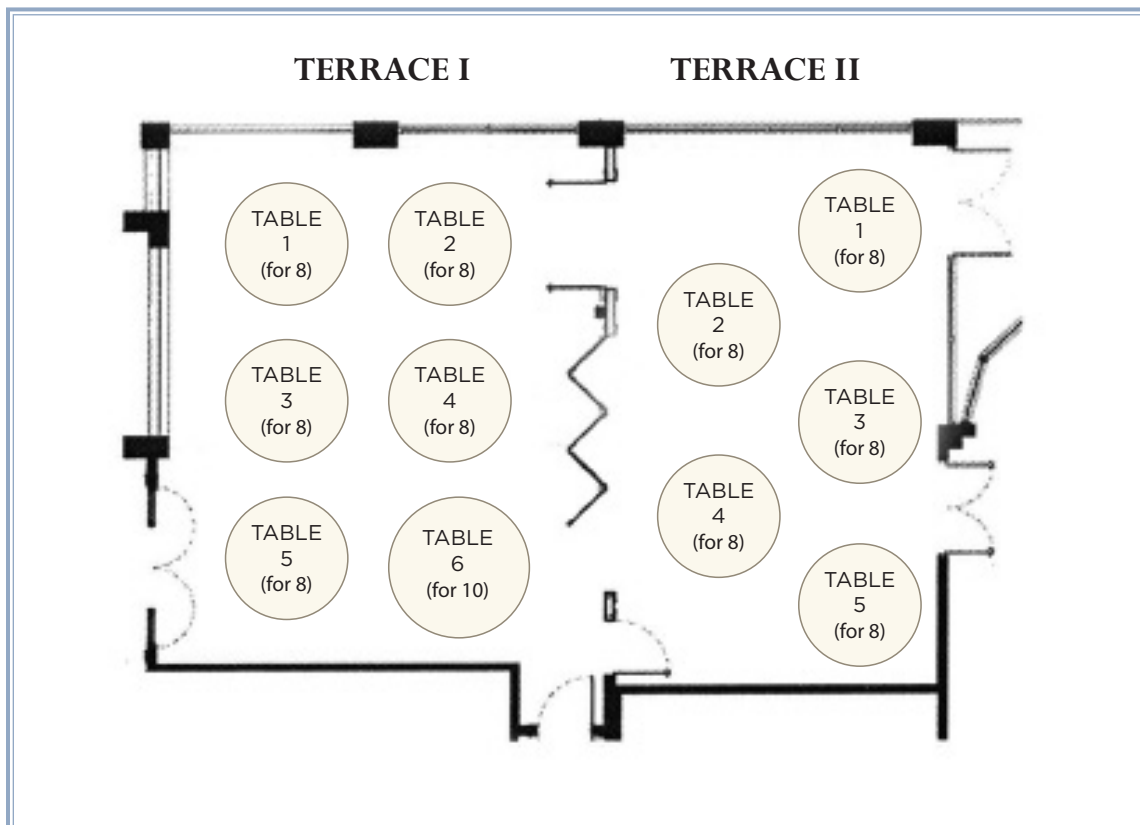 TERRACE I
TERRACE II
TABLE
1
(for 8)
TABLE
2
(for 8)
TABLE
3
(for 8)
TABLE
4
(for 8)
TABLE
5
(for 8)
TABLE
6
(for 10)
TABLE
1
(for 8)
TABLE
2
(for 8)
TABLE
3
(for 8)
TABLE
4
(for 8)
TABLE
5
(for 8)